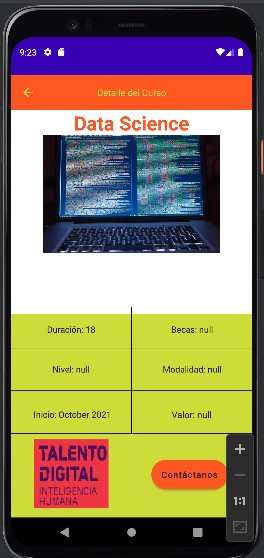 9:23
Detalle del Curso
Data Science
Duración: 18
Becas: null
Nivel: null
Modalidad: null
Inicio: October 2021
Valor: null
TALENTO
DIGITAL
INTELIGENCIA
HUMANA
Contáctanos
1:1